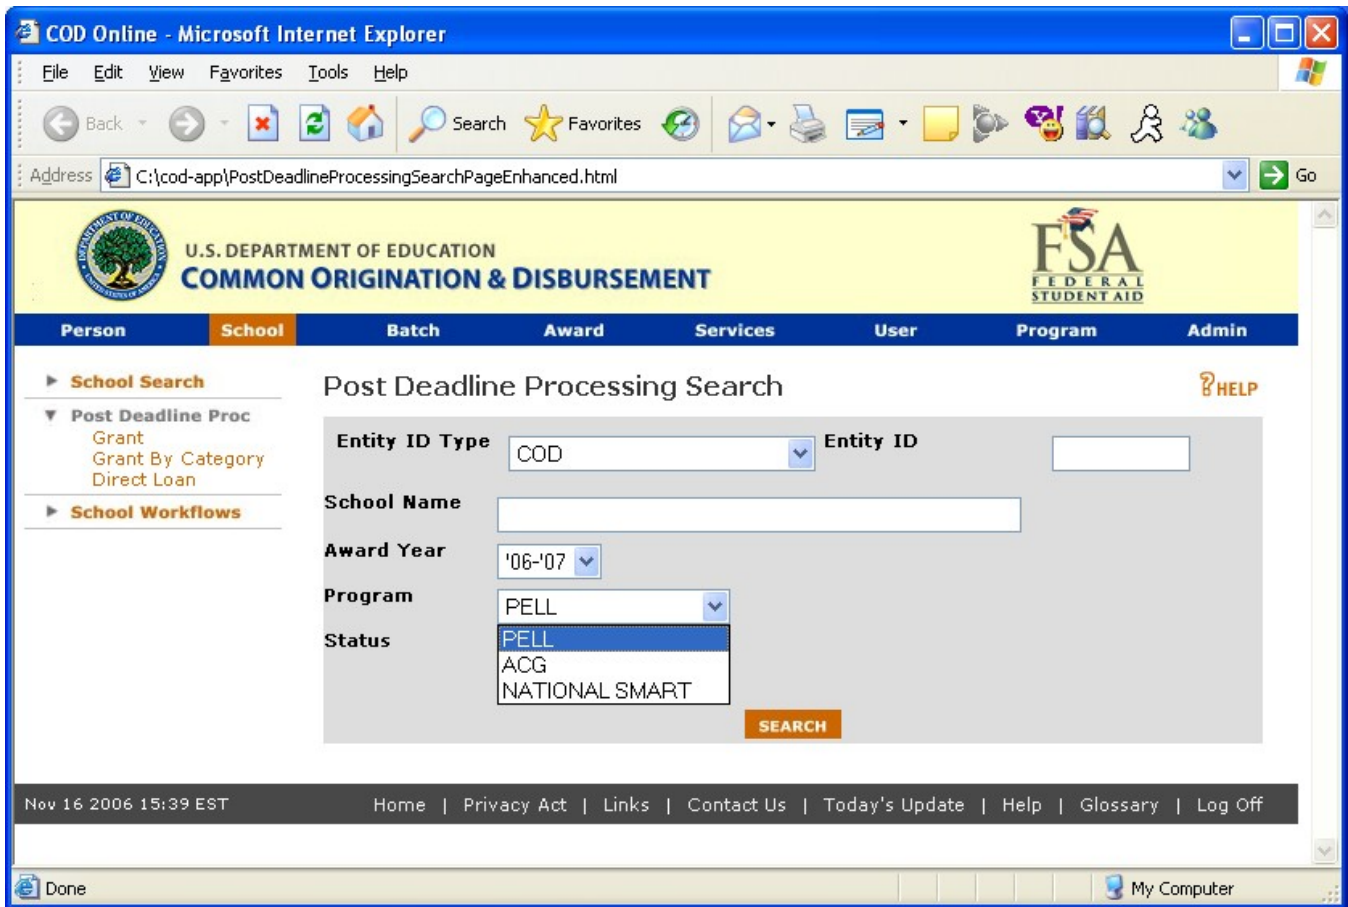 COD Online - Microsoft Internet Explorer
File Edit View Favorites Tools Help
Back Search Favorites
Address C:\cod-app\PostDeadlineProcessingSearchPageEnhanced.html Go
U.S. DEPARTMENT OF EDUCATION
COMMON ORIGINATION & DISBURSEMENT
FSA
FEDERAL
STUDENT AID
Person School Batch Award Services User Program Admin
School Search
Post Deadline Proc
Grant
Grant By Category
Direct Loan
School Workflows
Post Deadline Processing Search
HELP
Entity ID Type COD Entity ID
School Name
Award Year '06-'07
Program PELL
Status
PELL
ACG
NATIONAL SMART
SEARCH
Nov 16 2006 15:39 EST Home | Privacy Act | Links | Contact Us | Today's Update | Help | Glossary | Log Off
Done My Computer